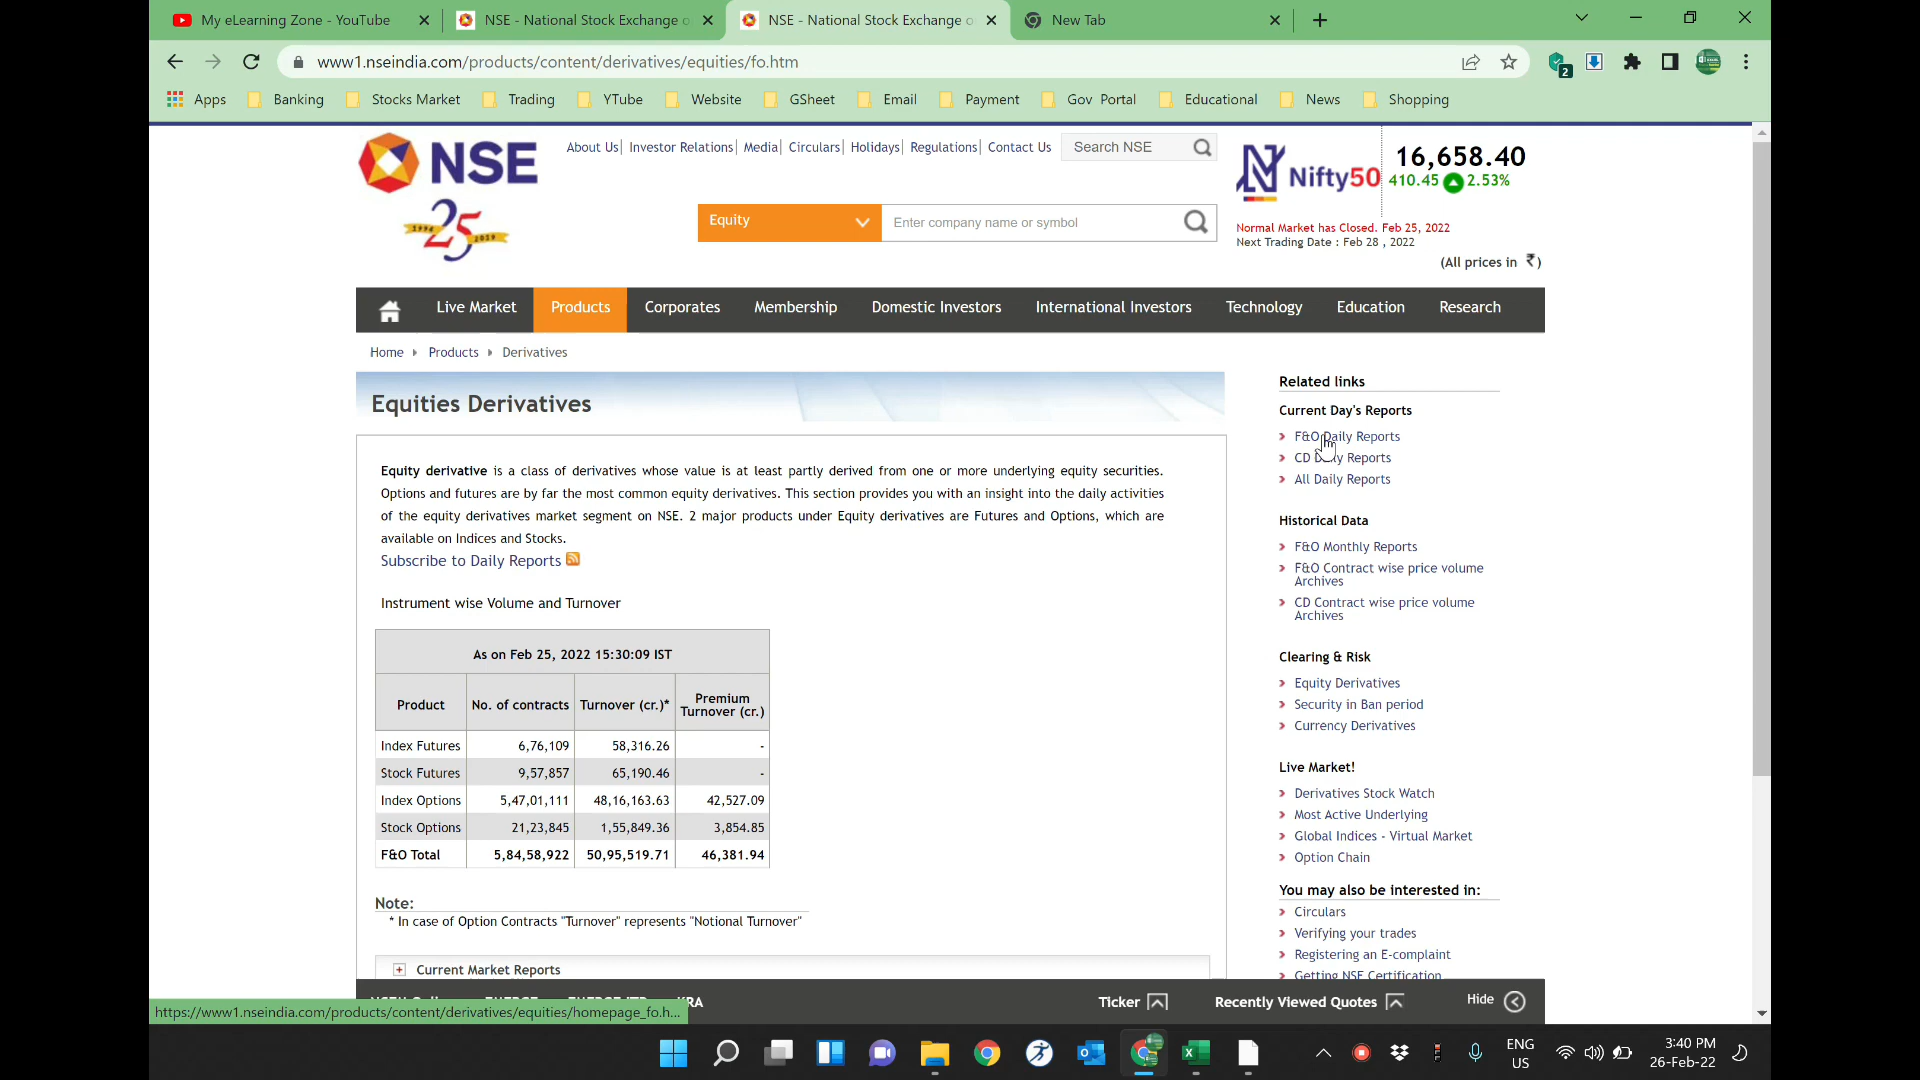 My eLearning Zone - YouTube
NSE - National Stock Exchange o
NSE - National Stock Exchange o
New Tab
www1.nseindia.com/products/content/derivatives/equities/fo.htm
2
Apps Banking Stocks Market Trading YTube Website GSheet Email Payment Gov Portal Educational News Shopping
NSE
1994 25 2019
About Us| Investor Relations| Media| Circulars| Holidays| Regulations| Contact Us
Search NSE
Equity
Enter company name or symbol
Nifty50
16,658.40
410.45 2.53%
Normal Market has Closed. Feb 25, 2022
Next Trading Date : Feb 28 , 2022
(All prices in ₹)
Live Market Products Corporates Membership Domestic Investors International Investors Technology Education Research
Home Products Derivatives
Equities Derivatives
Equity derivative is a class of derivatives whose value is at least partly derived from one or more underlying equity securities.
Options and futures are by far the most common equity derivatives. This section provides you with an insight into the daily activities
of the equity derivatives market segment on NSE. 2 major products under Equity derivatives are Futures and Options, which are
available on Indices and Stocks.
Subscribe to Daily Reports
Instrument wise Volume and Turnover
As on Feb 25, 2022 15:30:09 IST
Product No. of contracts Turnover (cr.)* Premium Turnover (cr.)
Index Futures 6,76,109 58,316.26 -
Stock Futures 9,57,857 65,190.46 -
Index Options 5,47,01,111 48,16,163.63 42,527.09
Stock Options 21,23,845 1,55,849.36 3,854.85
F&O Total 5,84,58,922 50,95,519.71 46,381.94
Note:
* In case of Option Contracts "Turnover" represents "Notional Turnover"
Current Market Reports
Related links
Current Day's Reports
F&O Daily Reports
CD Daily Reports
All Daily Reports
Historical Data
F&O Monthly Reports
F&O Contract wise price volume
Archives
CD Contract wise price volume
Archives
Clearing & Risk
Equity Derivatives
Security in Ban period
Currency Derivatives
Live Market!
Derivatives Stock Watch
Most Active Underlying
Global Indices - Virtual Market
Option Chain
You may also be interested in:
Circulars
Verifying your trades
Registering an E-complaint
Getting NSE Certification
Ticker Recently Viewed Quotes Hide
https://www1.nseindia.com/products/content/derivatives/equities/homepage_fo.h...
ENG
US
3:40 PM
26-Feb-22